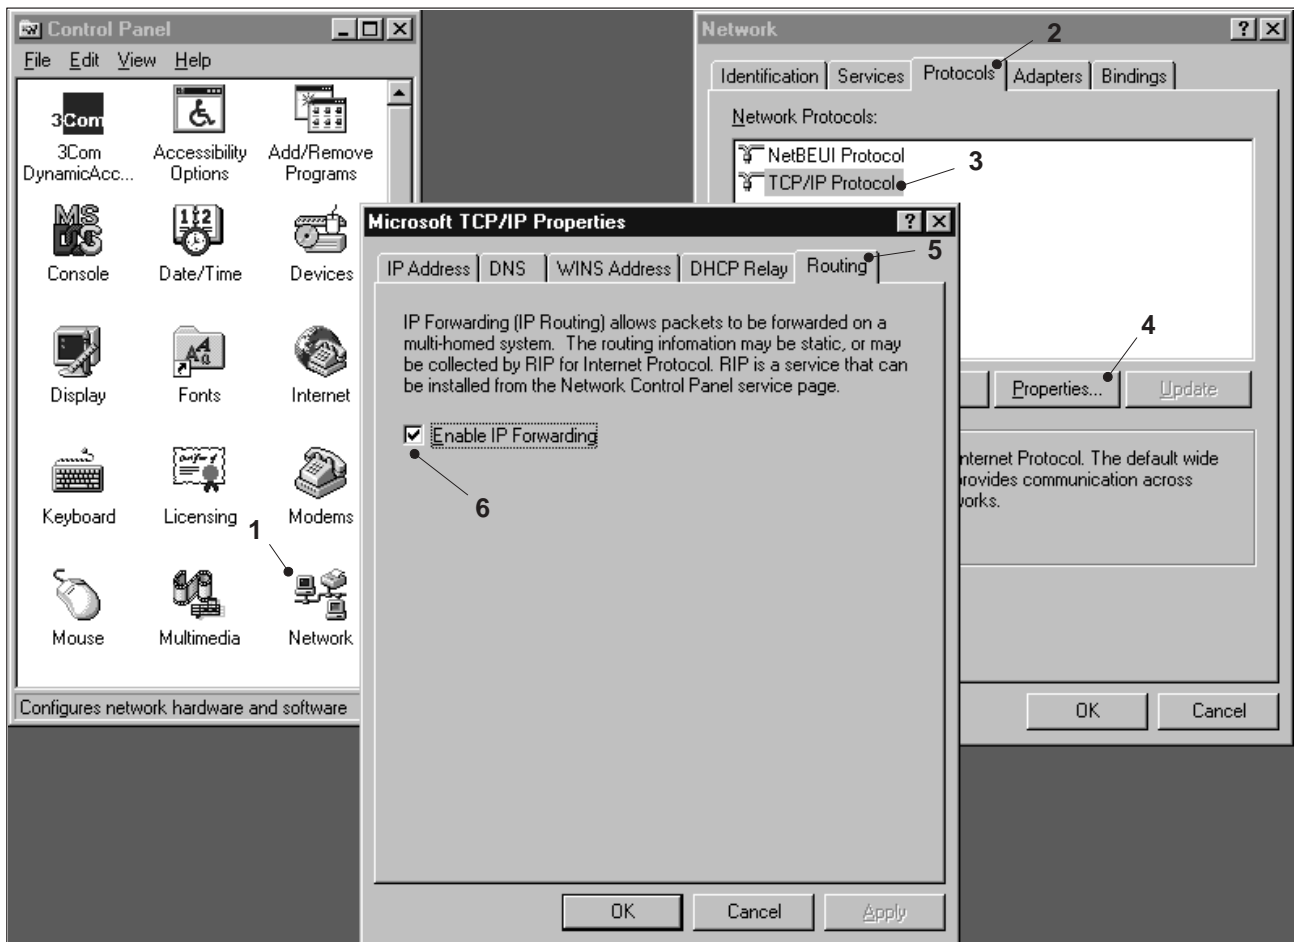 Control Panel
File Edit View Help
3Com
3Com DynamicAcc...
Accessibility Options
Add/Remove Programs
MS DOS
Console
12
Date/Time
Devices
Display
Fonts
Internet
Keyboard
Licensing
Modems
1
Mouse
Multimedia
Network
Configures network hardware and software
Network
2
Identification Services Protocols Adapters Bindings
Network Protocols:
NetBEUI Protocol
TCP/IP Protocol
3
4
Properties...
Update
nternet Protocol. The default wide
rovides communication across
vorks.
OK Cancel
Microsoft TCP/IP Properties
5
IP Address DNS WINS Address DHCP Relay Routing
IP Forwarding (IP Routing) allows packets to be forwarded on a
multi-homed system. The routing infomation may be static, or may
be collected by RIP for Internet Protocol. RIP is a service that can
be installed from the Network Control Panel service page.
Enable IP Forwarding
6
OK Cancel Apply